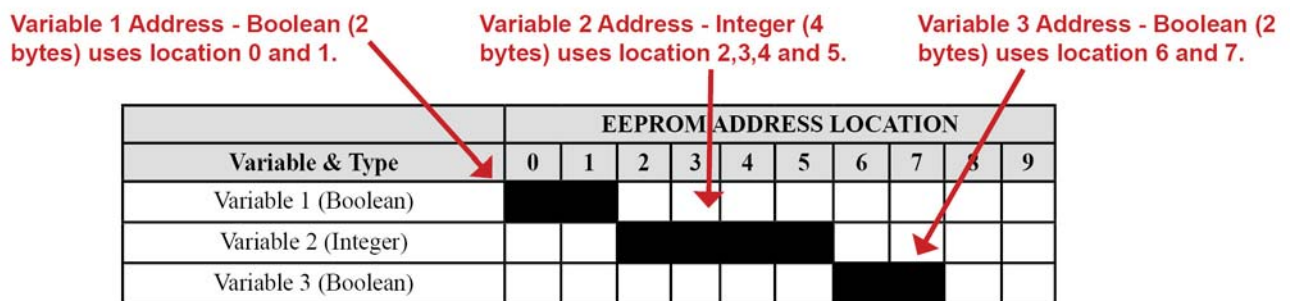 Variable 1 Address - Boolean (2
bytes) uses location 0 and 1.
Variable 2 Address - Integer (4
bytes) uses location 2,3,4 and 5.
Variable 3 Address - Boolean (2
bytes) uses location 6 and 7.
EEPROM ADDRESS LOCATION
Variable & Type 0 1 2 3 4 5 6 7 8 9
Variable 1 (Boolean)
Variable 2 (Integer)
Variable 3 (Boolean)